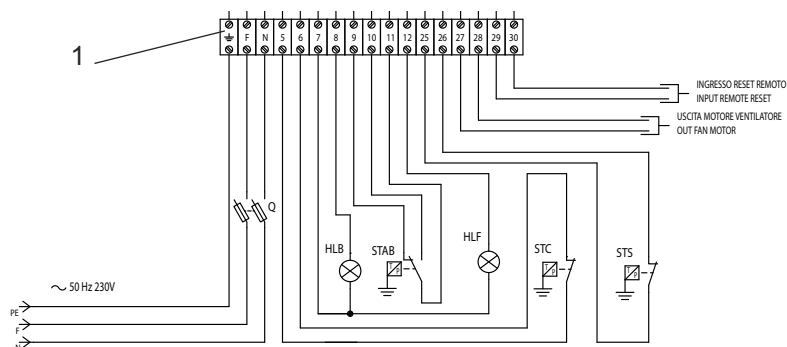 1
F N 5 6 7 8 9 10 11 12 25 26 27 28 29 30
INGRESSO RESET REMOTO
INPUT REMOTE RESET
USCITA MOTORE VENTILATORE
OUT FAN MOTOR
Q
HLB
STAB
HLF
STC
STS
T P
T P
T P
~ 50 Hz 230V
PE
F
N